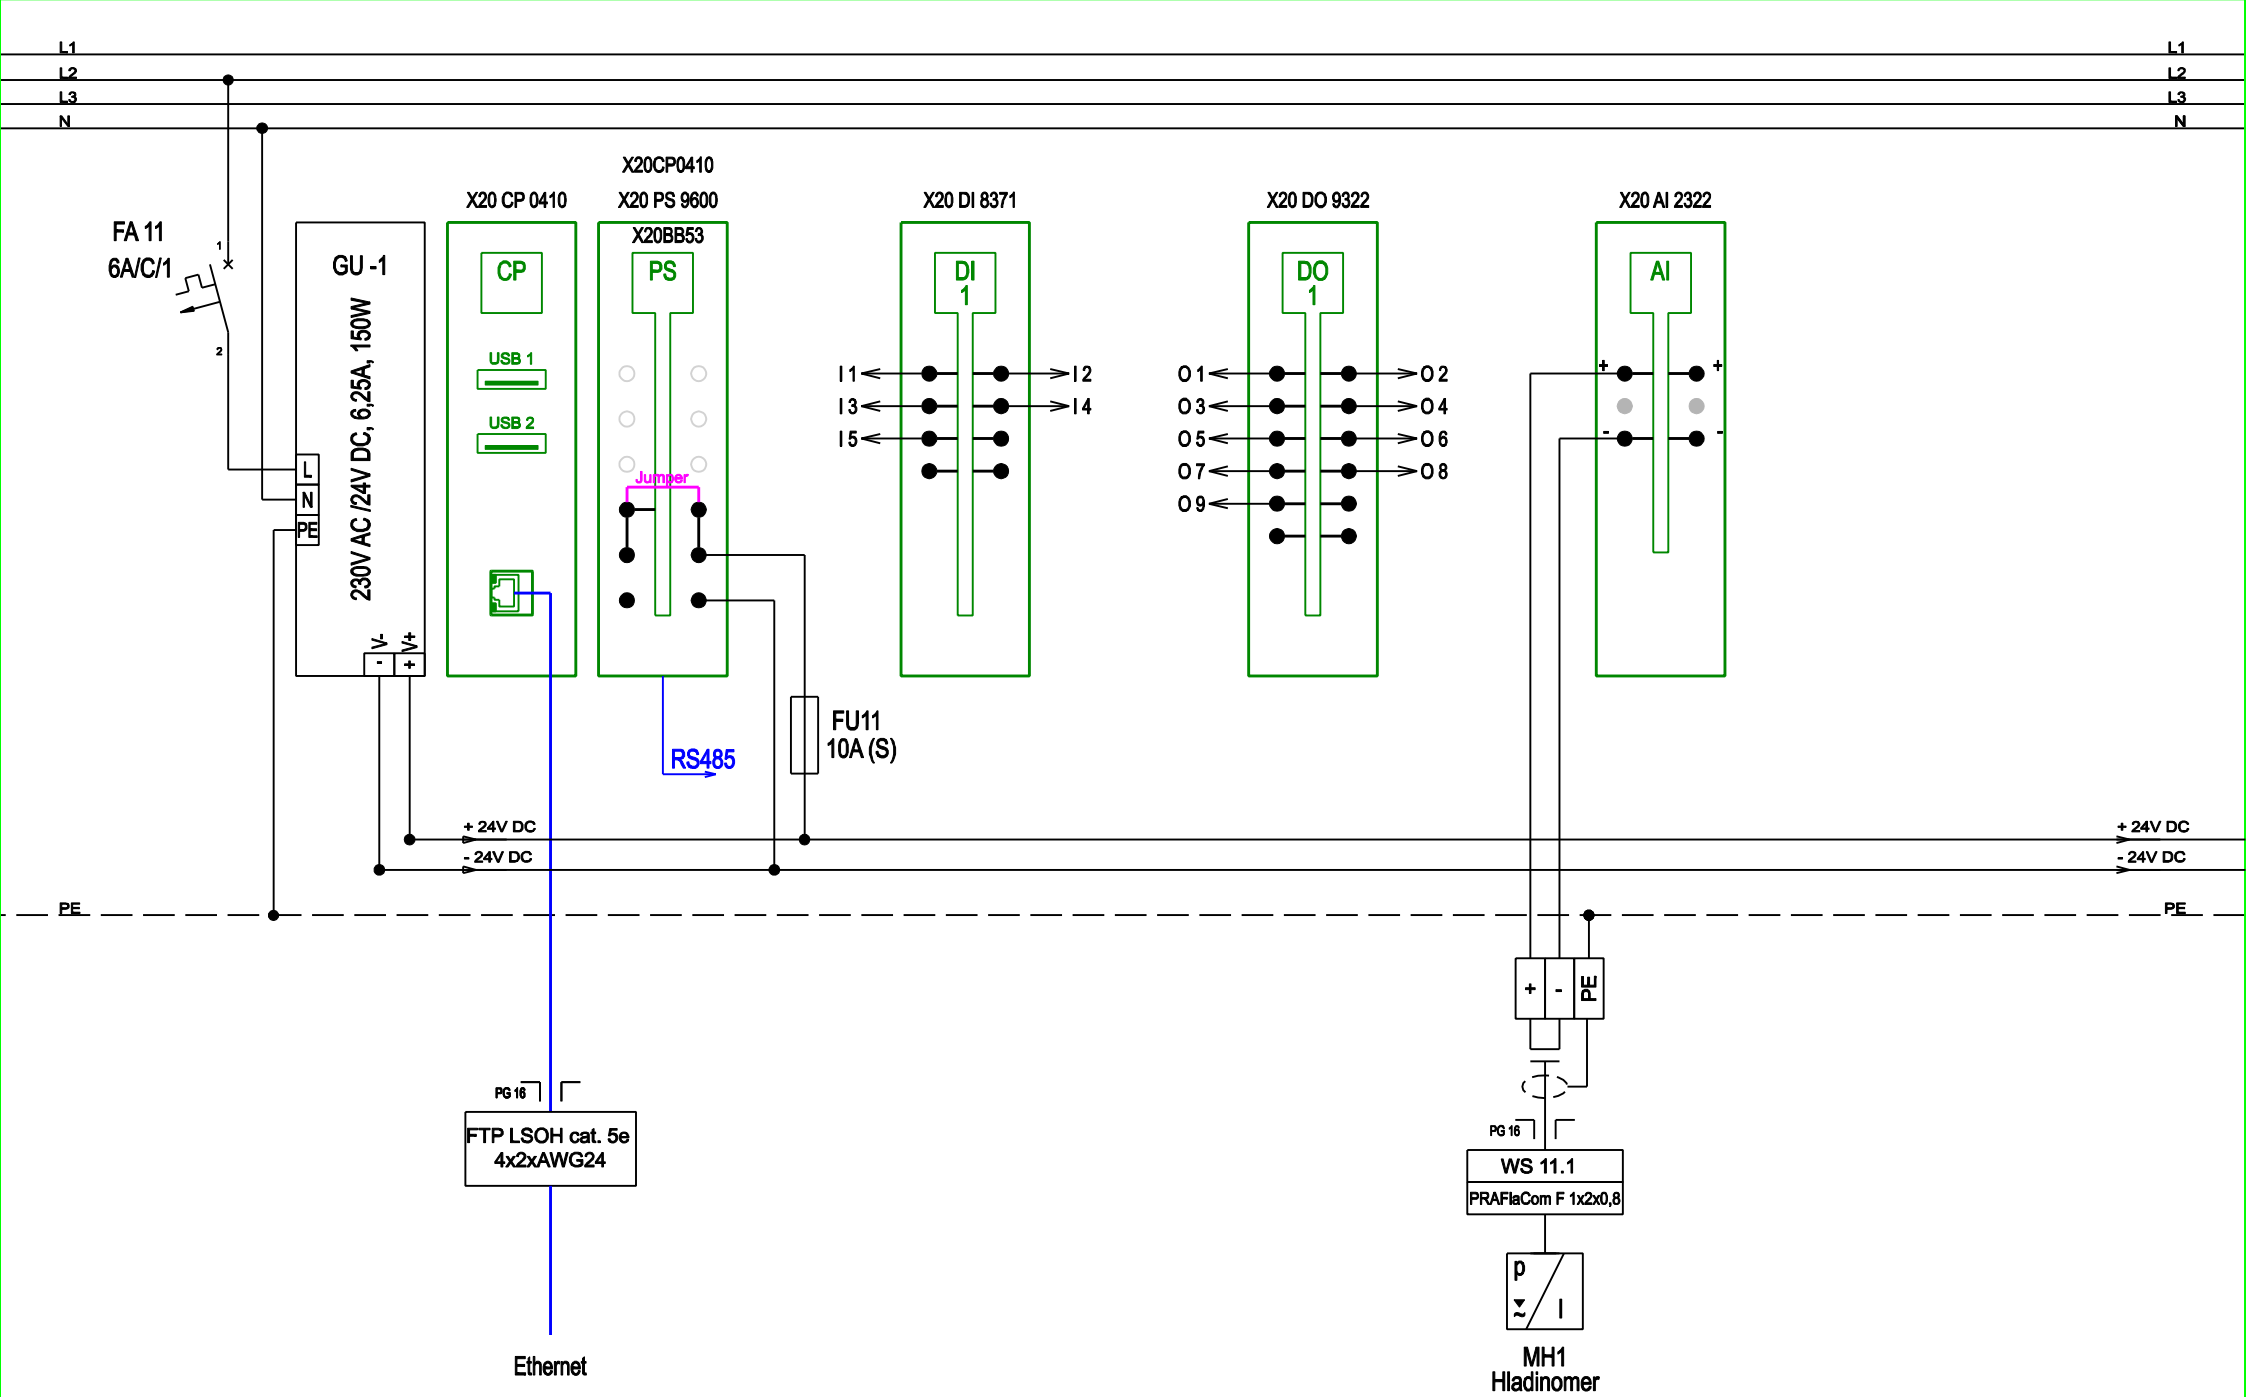 L1
L1
L2
L2
L3
L3
N
N
X20CP0410
X20 CP 0410
X20 PS 9600
X20 DI 8371
X20 DO 9322
X20 AI 2322
X20BB53
FA 11
6A/C/1
1
2
GU -1
230V AC /24V DC, 6,25A, 150W
L
N
PE
V-
V+
-
+
CP
USB 1
USB 2
PS
Jumper
DI
1
I 1
I 2
I 3
I 4
I 5
DO
1
O 1
O 2
O 3
O 4
O 5
O 6
O 7
O 8
O 9
AI
+
+
-
-
RS485
FU11
10A (S)
+ 24V DC
+ 24V DC
- 24V DC
- 24V DC
PE
PE
+
-
PE
PG 16
FTP LSOH cat. 5e
4x2xAWG24
Ethernet
PG 16
WS 11.1
PRAFlaCom F 1x2x0,8
p
~
I
MH1
Hladinomer